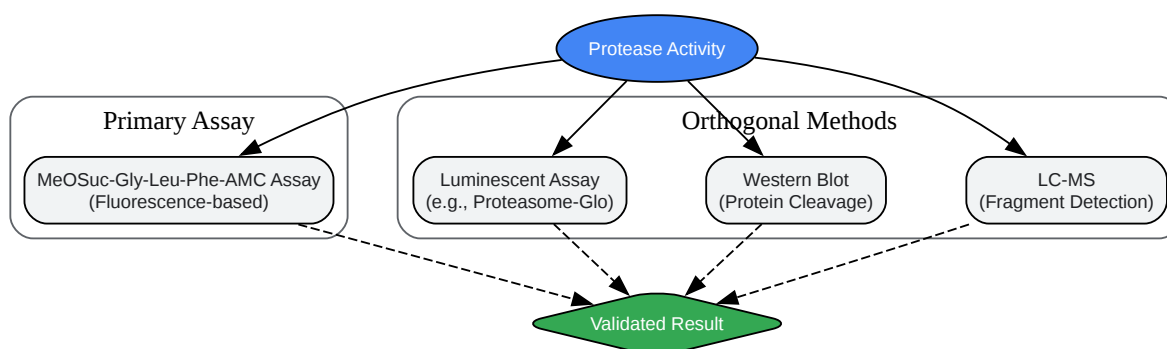 Protease Activity
Primary Assay
Orthogonal Methods
MeOSuc-Gly-Leu-Phe-AMC Assay
(Fluorescence-based)
Luminescent Assay
(e.g., Proteasome-Glo)
Western Blot
(Protein Cleavage)
LC-MS
(Fragment Detection)
Validated Result